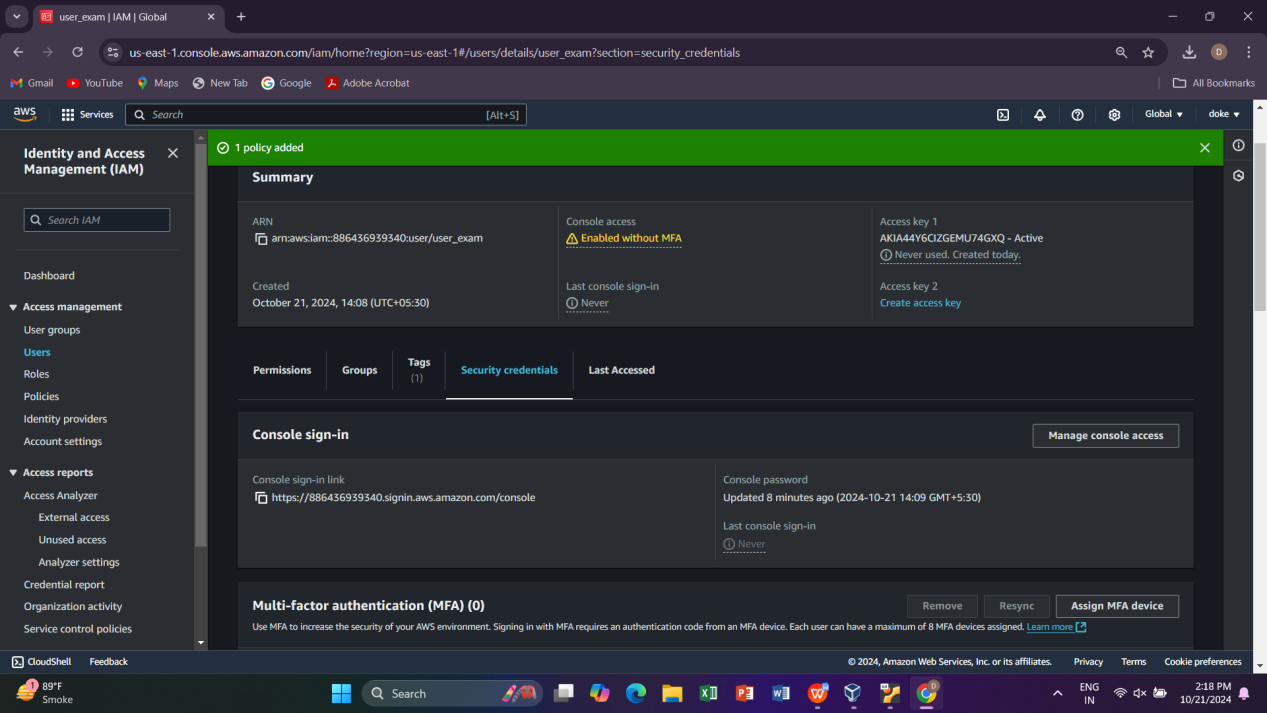 user_exam | IAM | Global
us-east-1.console.aws.amazon.com/iam/home?region=us-east-1#/users/details/user_exam?section=security_credentials
D
Gmail YouTube Maps New Tab Google Adobe Acrobat All Bookmarks
aws Services Search [Alt+S] Global doke
Identity and Access
Management (IAM)
Search IAM
Dashboard
Access management
User groups
Users
Roles
Policies
Identity providers
Account settings
Access reports
Access Analyzer
External access
Unused access
Analyzer settings
Credential report
Organization activity
Service control policies
1 policy added
Summary
ARN
arn:aws:iam::886436939340:user/user_exam
Created
October 21, 2024, 14:08 (UTC+05:30)
Console access
Enabled without MFA
Last console sign-in
Never
Access key 1
AKIA44Y6CIZGEMU74GXQ - Active
Never used. Created today.
Access key 2
Create access key
Permissions Groups Tags (1) Security credentials Last Accessed
Console sign-in
Manage console access
Console sign-in link
https://886436939340.signin.aws.amazon.com/console
Console password
Updated 8 minutes ago (2024-10-21 14:09 GMT+5:30)
Last console sign-in
Never
Multi-factor authentication (MFA) (0)
Remove Resync Assign MFA device
Use MFA to increase the security of your AWS environment. Signing in with MFA requires an authentication code from an MFA device. Each user can have a maximum of 8 MFA devices assigned. Learn more
CloudShell Feedback © 2024, Amazon Web Services, Inc. or its affiliates. Privacy Terms Cookie preferences
1
89°F
Smoke
Search
ENG
IN
2:18 PM
10/21/2024